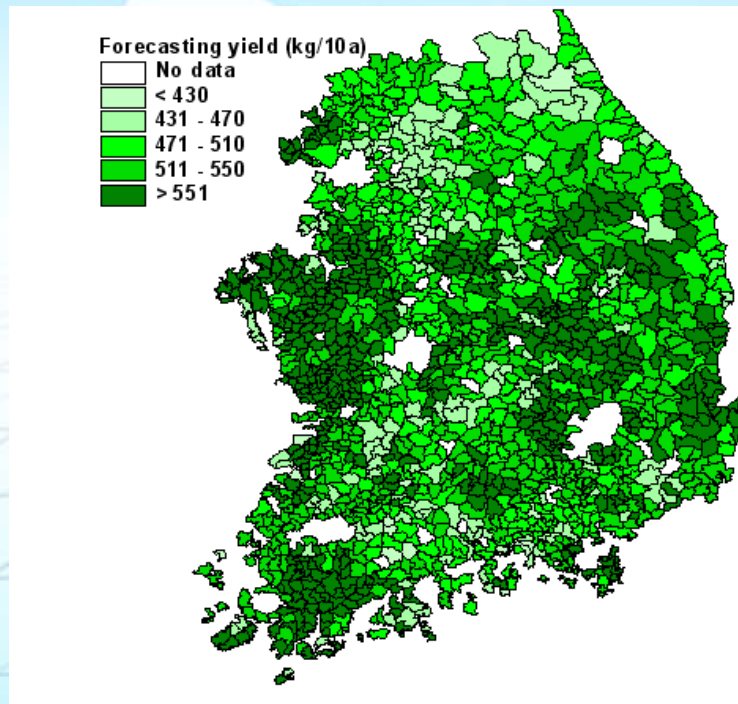 Forecasting yield (kg/10a)
No data
< 430
431 - 470
471 - 510
511 - 550
> 551